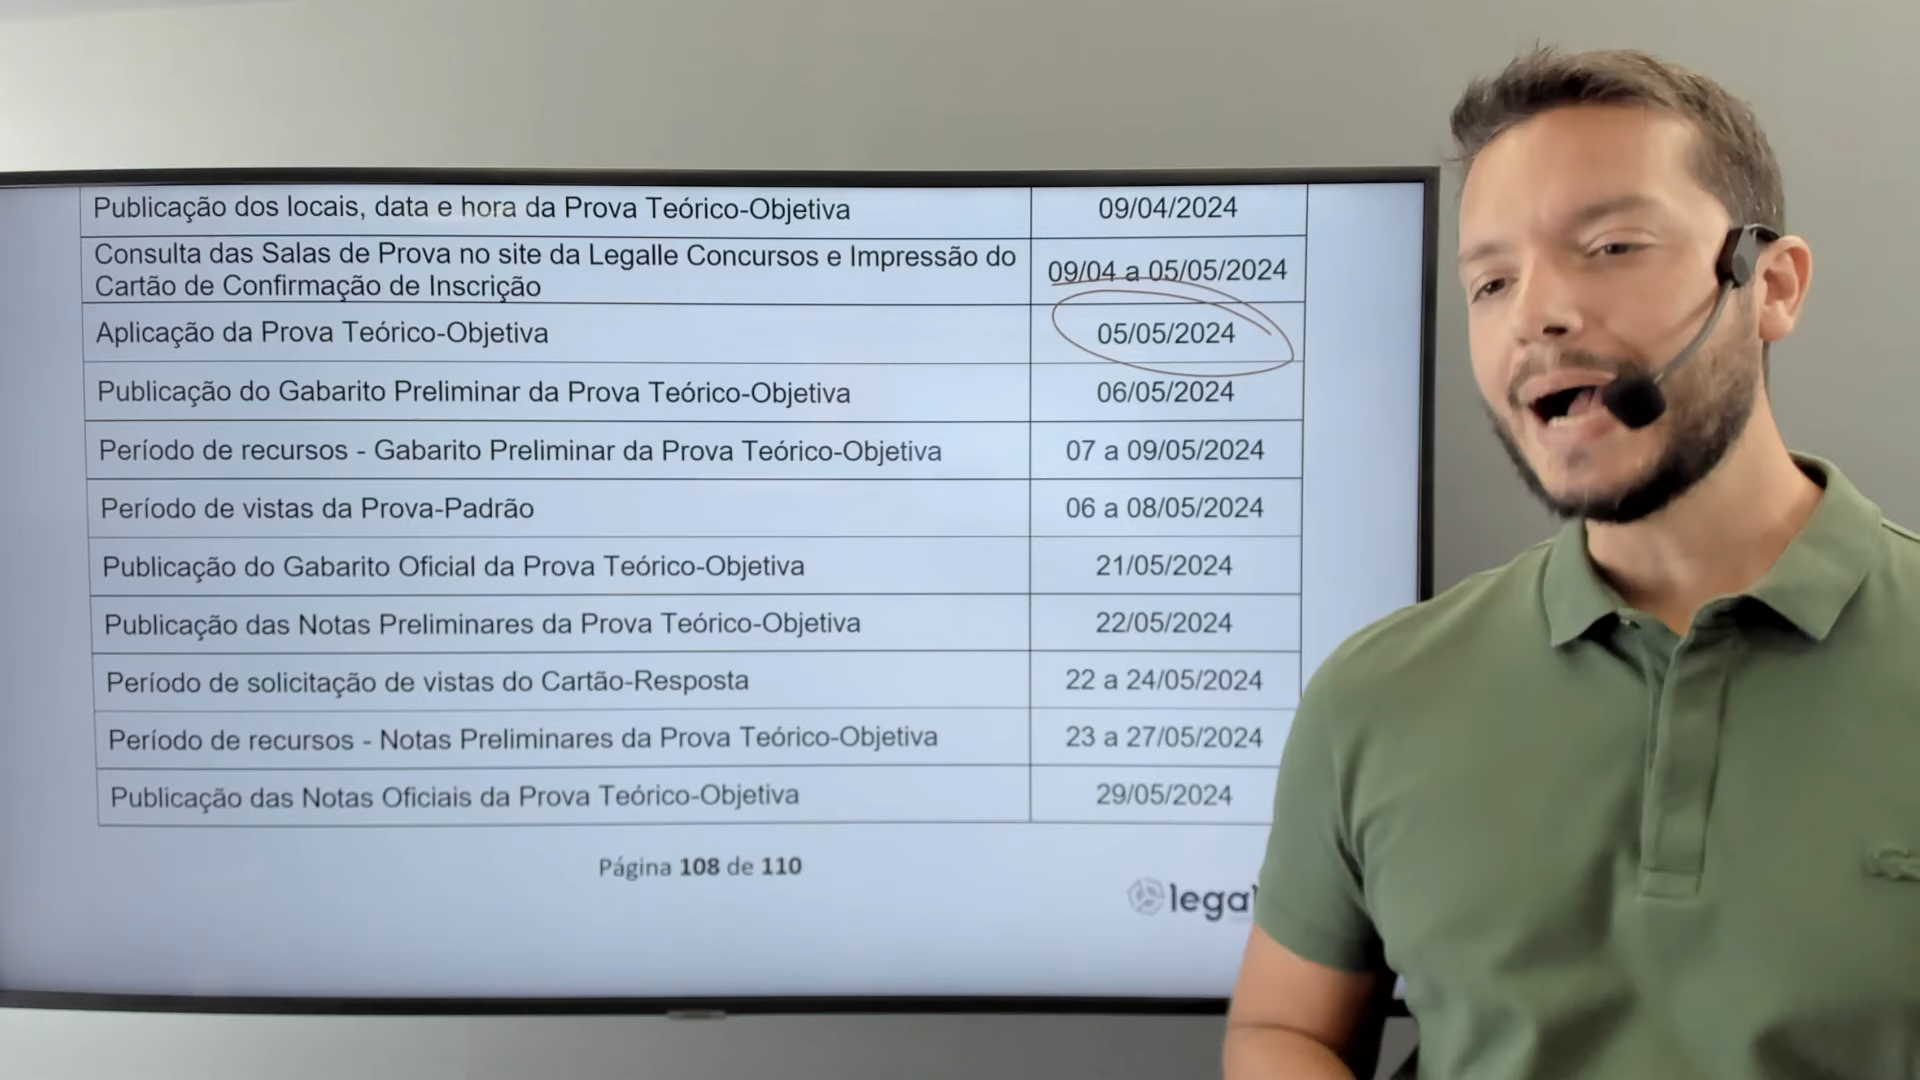 Publicação dos locais, data e hora da Prova Teórico-Objetiva 09/04/2024
Consulta das Salas de Prova no site da Legalle Concursos e Impressão do
Cartão de Confirmação de Inscrição 09/04 a 05/05/2024
Aplicação da Prova Teórico-Objetiva 05/05/2024
Publicação do Gabarito Preliminar da Prova Teórico-Objetiva 06/05/2024
Período de recursos - Gabarito Preliminar da Prova Teórico-Objetiva 07 a 09/05/2024
Período de vistas da Prova-Padrão 06 a 08/05/2024
Publicação do Gabarito Oficial da Prova Teórico-Objetiva 21/05/2024
Publicação das Notas Preliminares da Prova Teórico-Objetiva 22/05/2024
Período de solicitação de vistas do Cartão-Resposta 22 a 24/05/2024
Período de recursos - Notas Preliminares da Prova Teórico-Objetiva 23 a 27/05/2024
Publicação das Notas Oficiais da Prova Teórico-Objetiva 29/05/2024
Página 108 de 110
legal